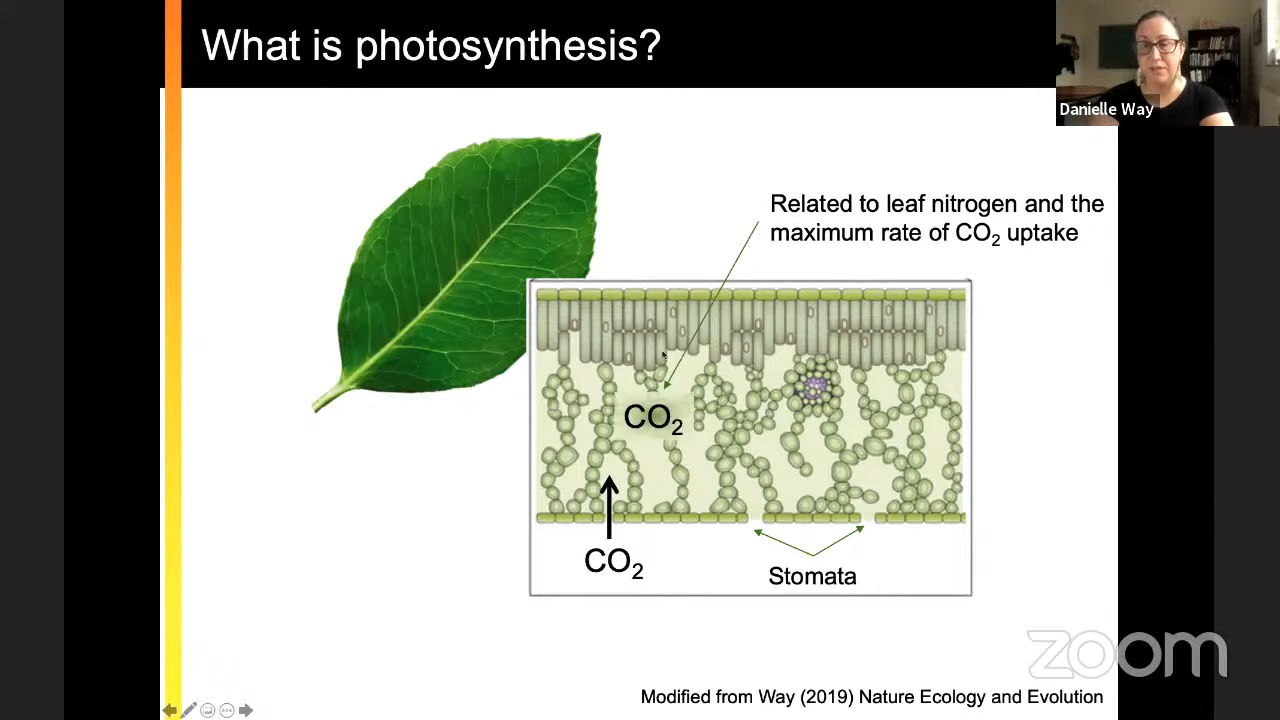 What is photosynthesis?
Danielle Way
Related to leaf nitrogen and the
maximum rate of CO₂ uptake
CO₂
CO₂
Stomata
zoom
Modified from Way (2019) Nature Ecology and Evolution